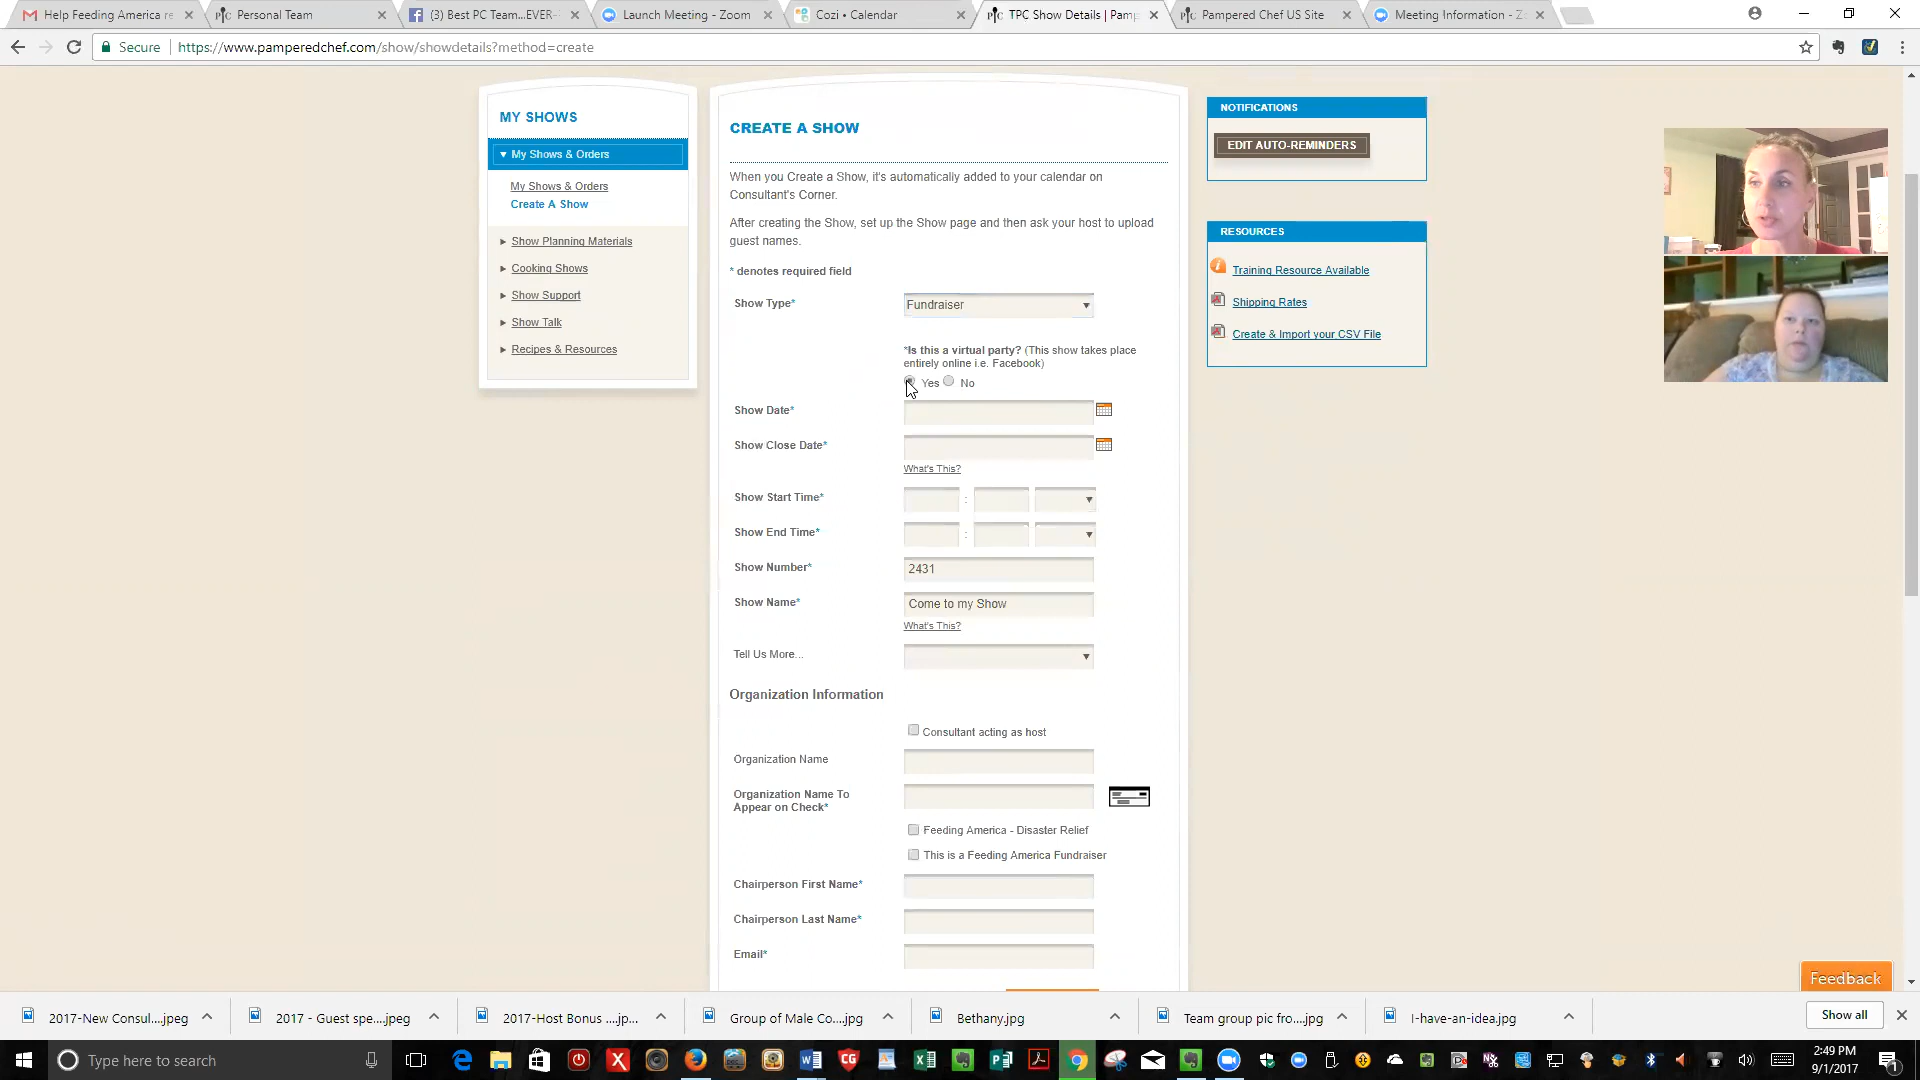 Help Feeding America re
Personal Team
(3) Best PC Team...EVER-
Launch Meeting - Zoom
Cozi • Calendar
TPC Show Details | Pamp
Pampered Chef US Site
Meeting Information - Z
Secure
https://www.pamperedchef.com/show/showdetails?method=create
MY SHOWS
My Shows & Orders
My Shows & Orders
Create A Show
Show Planning Materials
Cooking Shows
Show Support
Show Talk
Recipes & Resources
CREATE A SHOW
When you Create a Show, it's automatically added to your calendar on
Consultant's Corner.
After creating the Show, set up the Show page and then ask your host to upload
guest names.
* denotes required field
Show Type*
Fundraiser
*Is this a virtual party? (This show takes place
entirely online i.e. Facebook)
Yes No
Show Date*
Show Close Date*
What's This?
Show Start Time* :
Show End Time* :
Show Number* 2431
Show Name* Come to my Show
What's This?
Tell Us More...
Organization Information
Consultant acting as host
Organization Name
Organization Name To
Appear on Check*
Feeding America - Disaster Relief
This is a Feeding America Fundraiser
Chairperson First Name*
Chairperson Last Name*
Email*
NOTIFICATIONS
EDIT AUTO-REMINDERS
RESOURCES
Training Resource Available
Shipping Rates
Create & Import your CSV File
Feedback
2017-New Consul....jpeg
2017 - Guest spe....jpeg
2017-Host Bonus ....jp...
Group of Male Co....jpg
Bethany.jpg
Team group pic fro....jpg
I-have-an-idea.jpg
Show all
Type here to search
2:49 PM
9/1/2017